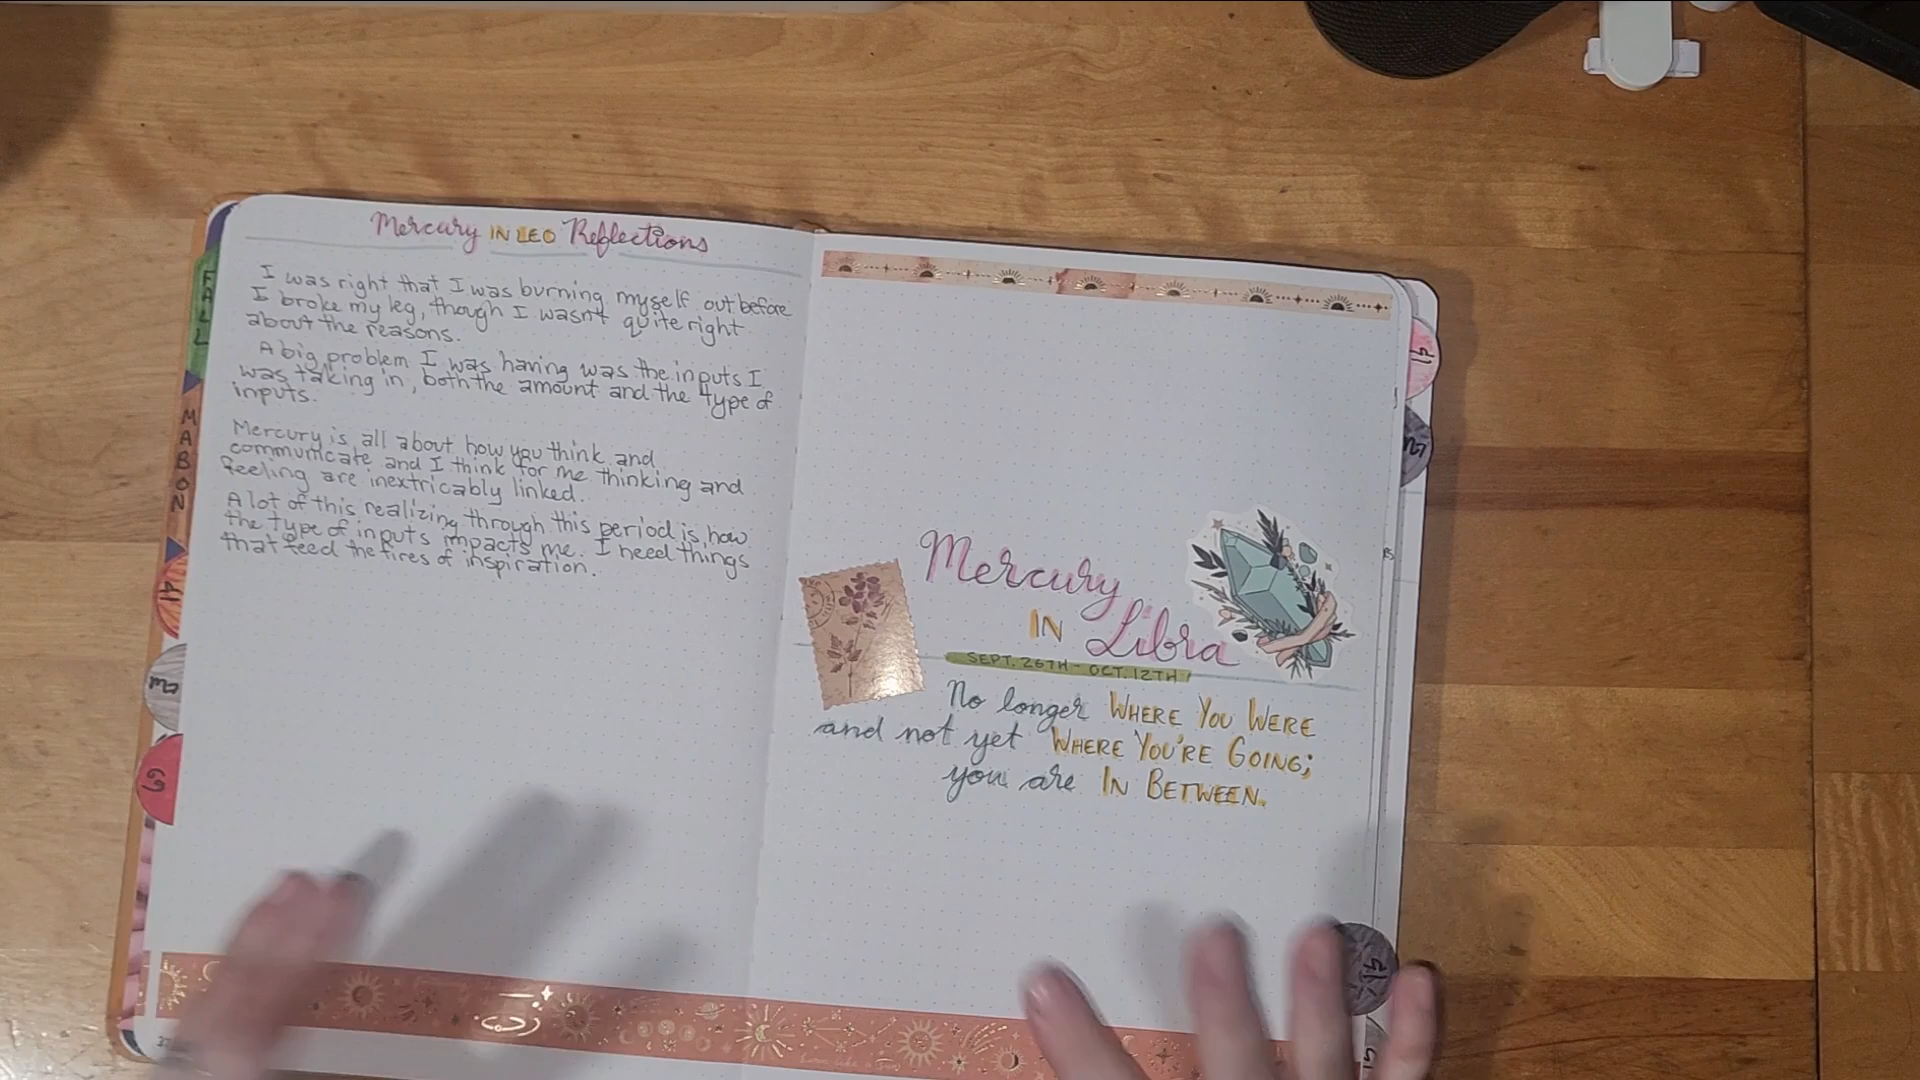 Mercury IN LEO Reflections
I was right that I was burning myself out before
I broke my leg, though I wasn't quite right
about the reasons.
A big problem I was having was the inputs I
was taking in, both the amount and the type of
inputs.
Mercury is all about how you think and
communicate and I think for me thinking and
feeling are inextricably linked.
A lot of this realizing through this period is how
the type of inputs impacts me. I need things
that feed the fires of inspiration.
FALL
MABON
Mercury
IN Libra
SEPT. 26TH - OCT. 12TH
No longer WHERE YOU WERE
and not yet WHERE YOU'RE GOING;
you are IN BETWEEN.